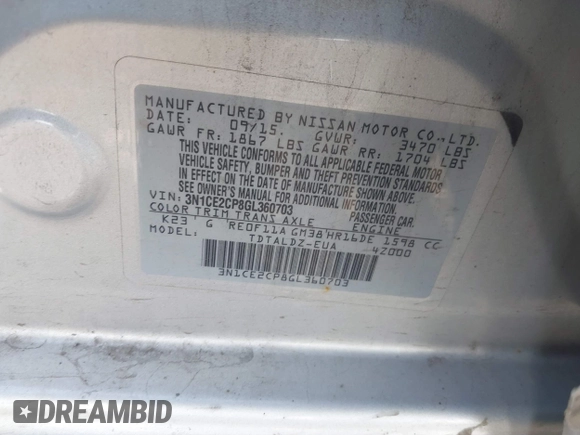 MANUFACTURED BY NISSAN MOTOR CO.,LTD.
DATE: 09/15. GVWR: 3470 LBS
GAWR FR: 1867 LBS GAWR RR: 1704 LBS
THIS VEHICLE CONFORMS TO ALL APPLICABLE FEDERAL MOTOR
VEHICLE SAFETY, BUMPER AND THEFT PREVENTION STANDARDS
IN EFFECT ON THE DATE OF MANUFACTURE SHOWN ABOVE.
SEE OWNER'S MANUAL FOR ADDITIONAL INFORMATION.
VIN: 3N1CE2CP8GL360703 PASSENGER CAR.
COLOR TRIM TRANS AXLE ENGINE
K23 G RE0F11A GM38 HR16DE 1598 CC
MODEL: TDTALDZ-EUA 4Z000
3N1CE2CP8GL360703
DREAMBID